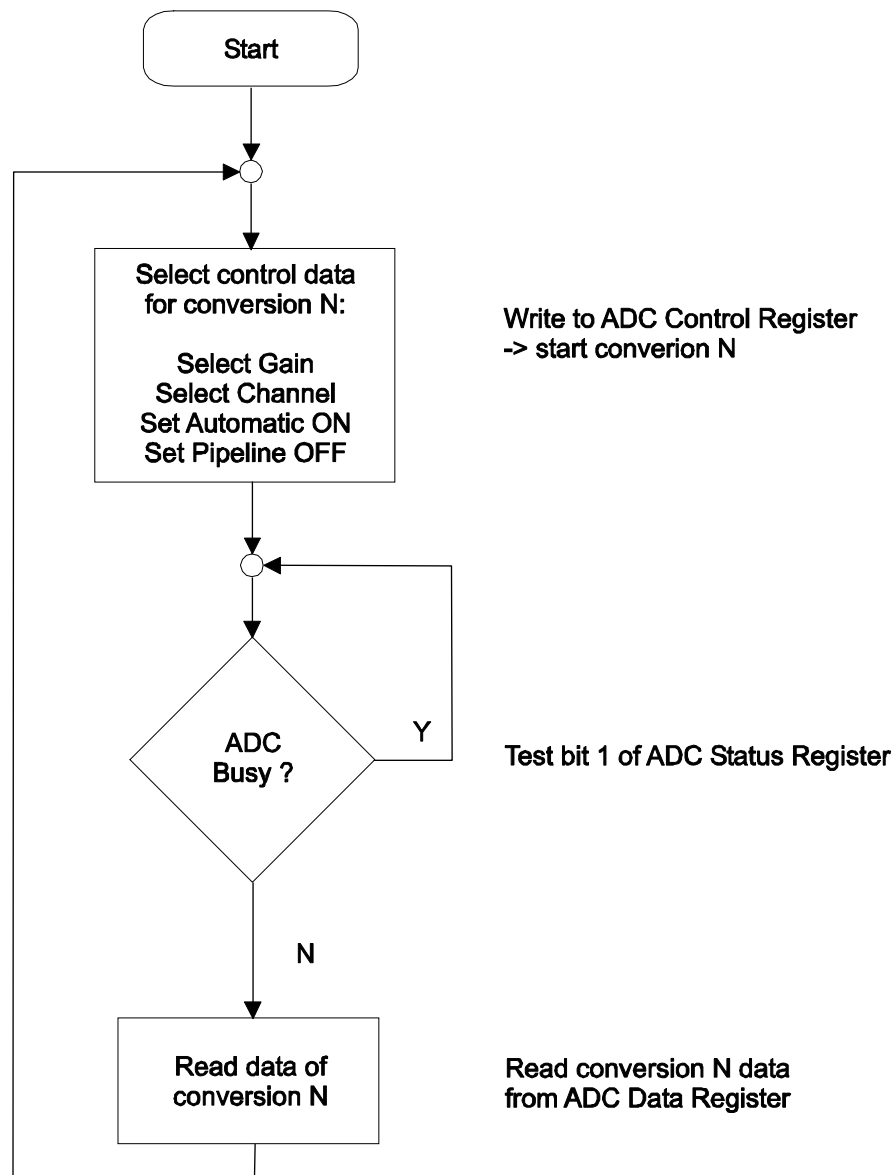 Start
Select control data
for conversion N:
Select Gain
Select Channel
Set Automatic ON
Set Pipeline OFF
Write to ADC Control Register
-> start converion N
ADC
Busy ?
Y
Test bit 1 of ADC Status Register
N
Read data of
conversion N
Read conversion N data
from ADC Data Register